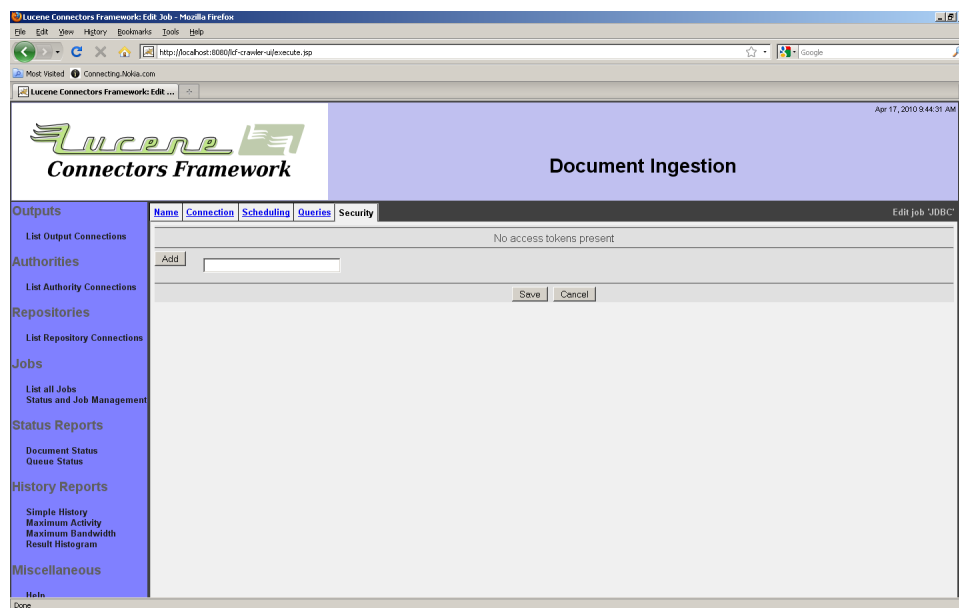 Lucene Connectors Framework: Edit Job - Mozilla Firefox
File Edit View History Bookmarks Tools Help
http://localhost:8080/lcf-crawler-ui/execute.jsp
Google
Most Visited Connecting.Nokia.com
Lucene Connectors Framework: Edit ...
Apr 17, 2010 9:44:31 AM
Lucene
Connectors Framework
Document Ingestion
Name Connection Scheduling Queries Security
Edit job 'JDBC'
No access tokens present
Add
Save Cancel
Outputs
List Output Connections
Authorities
List Authority Connections
Repositories
List Repository Connections
Jobs
List all Jobs
Status and Job Management
Status Reports
Document Status
Queue Status
History Reports
Simple History
Maximum Activity
Maximum Bandwidth
Result Histogram
Miscellaneous
Help
Done